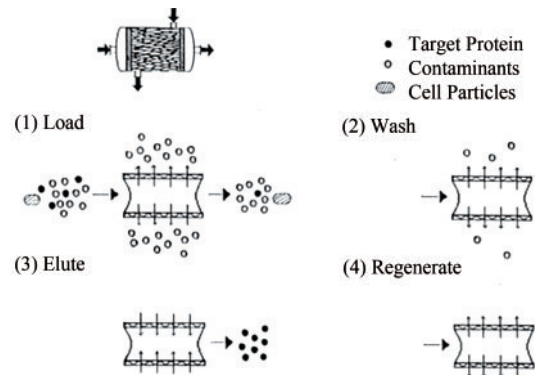 Target Protein
Contaminants
Cell Particles
(1) Load
(2) Wash
(3) Elute
(4) Regenerate